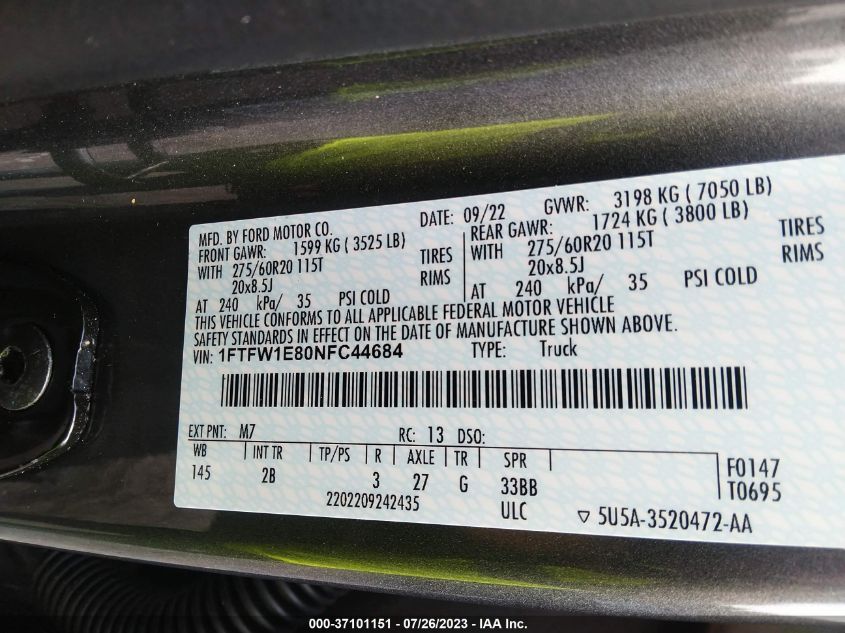 MFD. BY FORD MOTOR CO. DATE: 09/22 GVWR: 3198 KG ( 7050 LB)
FRONT GAWR: 1599 KG ( 3525 LB) REAR GAWR: 1724 KG ( 3800 LB)
WITH 275/60R20 115T TIRES WITH 275/60R20 115T TIRES
20x8.5J RIMS 20x8.5J RIMS
AT 240 kPa/ 35 PSI COLD AT 240 kPa/ 35 PSI COLD
THIS VEHICLE CONFORMS TO ALL APPLICABLE FEDERAL MOTOR VEHICLE
SAFETY STANDARDS IN EFFECT ON THE DATE OF MANUFACTURE SHOWN ABOVE.
VIN: 1FTFW1E80NFC44684 TYPE: Truck
EXT PNT: M7 RC: 13 DSO:
WB INT TR TP/PS R AXLE TR SPR F0147
145 2B 3 27 G 33BB T0695
2202209242435 ULC ▽ 5U5A-3520472-AA
000-37101151 - 07/26/2023 - IAA Inc.